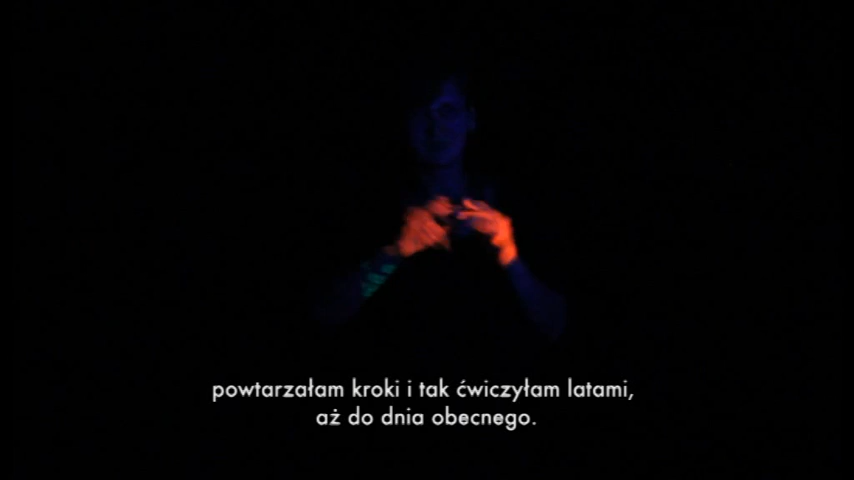 powtarzałam kroki i tak ćwiczyłam latami,
aż do dnia obecnego.